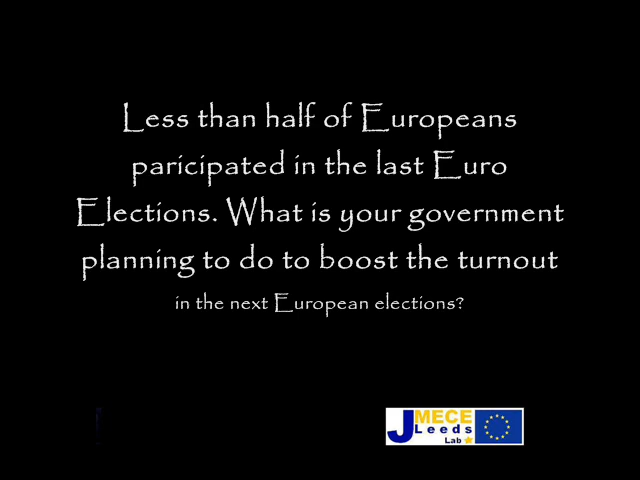 Less than half of Europeans
paricipated in the last Euro
Elections. What is your government
planning to do to boost the turnout
in the next European elections?
JMECE
Leeds
Lab